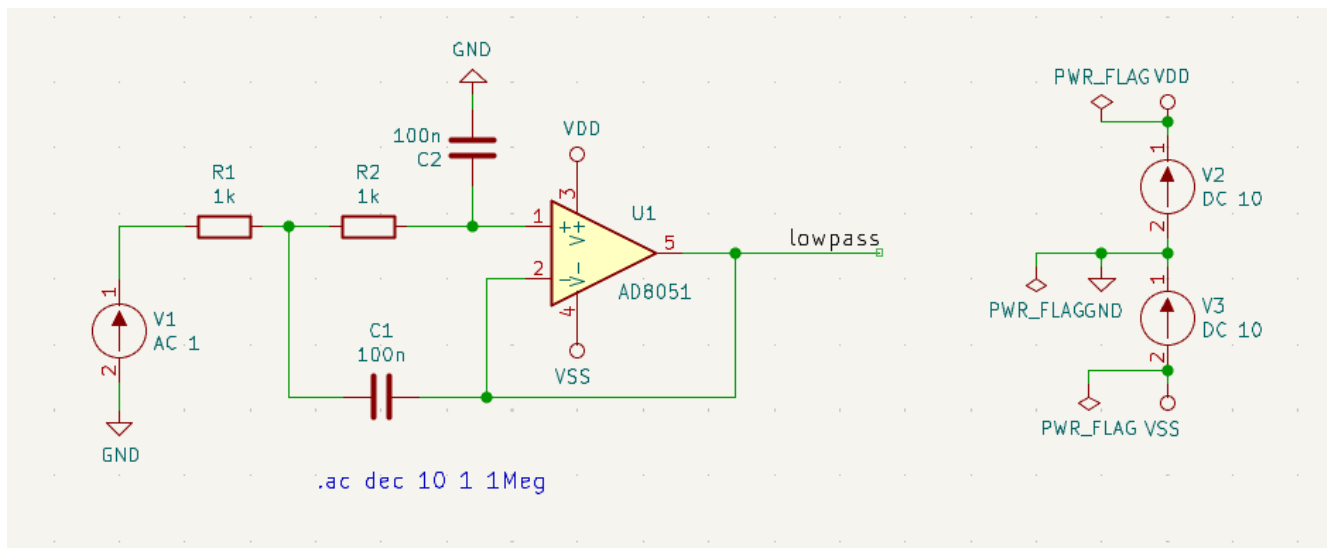 GND
PWR_FLAG VDD
100n
C2
VDD
R1
1k
R2
1k
3
1
V2
DC 10
2
1
+
V+
U1
5
lowpass
2
-
V-
AD8051
4
1
V1
AC 1
2
GND
C1
100n
VSS
PWR_FLAG GND
1
V3
DC 10
2
PWR_FLAG VSS
.ac dec 10 1 1Meg